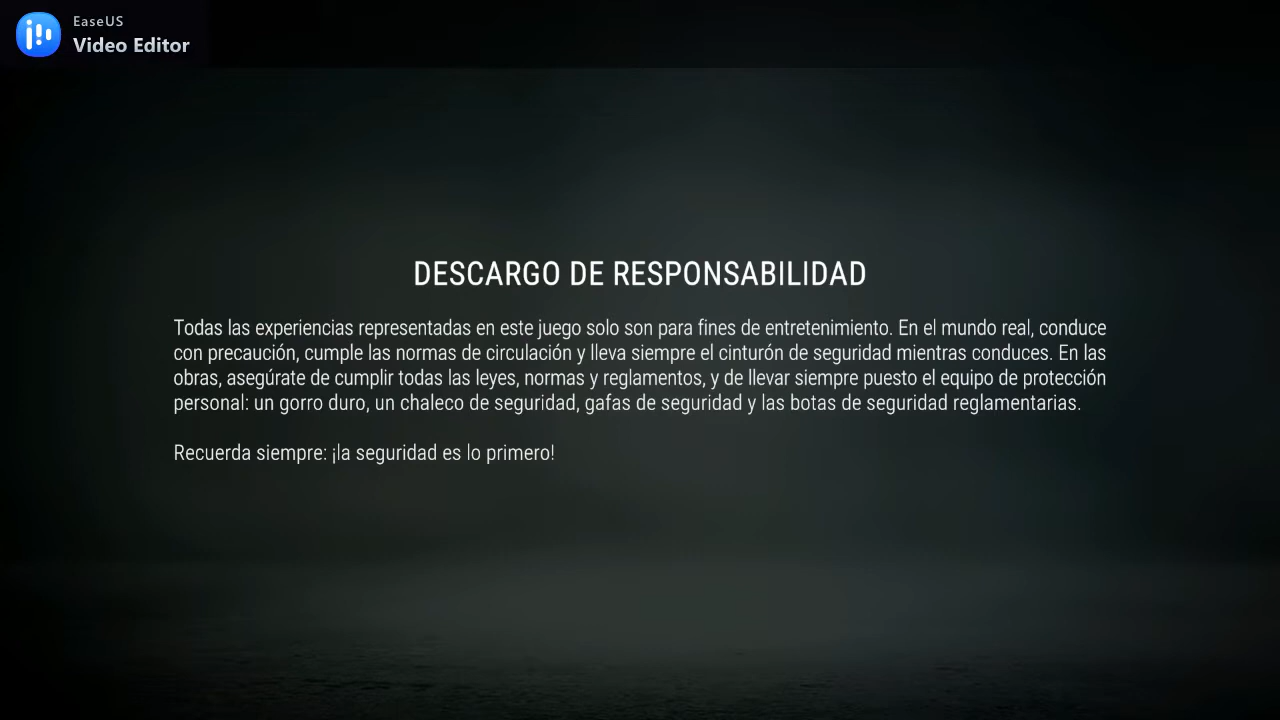 EaseUS
Video Editor
DESCARGO DE RESPONSABILIDAD
Todas las experiencias representadas en este juego solo son para fines de entretenimiento. En el mundo real, conduce
con precaución, cumple las normas de circulación y lleva siempre el cinturón de seguridad mientras conduces. En las
obras, asegúrate de cumplir todas las leyes, normas y reglamentos, y de llevar siempre puesto el equipo de protección
personal: un gorro duro, un chaleco de seguridad, gafas de seguridad y las botas de seguridad reglamentarias.
Recuerda siempre: ¡la seguridad es lo primero!